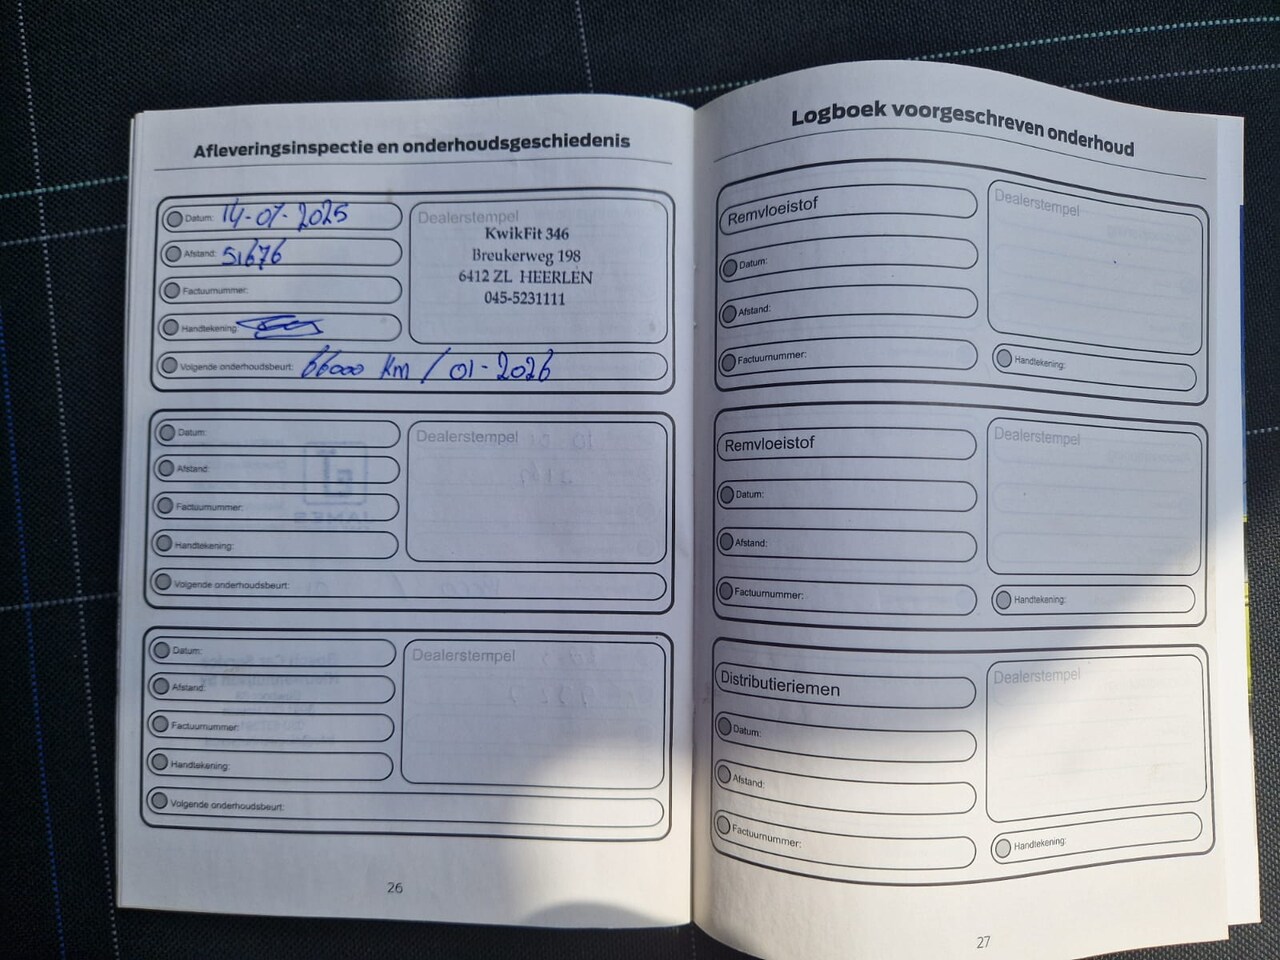 Afleveringsinspectie en onderhoudsgeschiedenis
Datum: 14-07-2025
Afstand: 51676
Factuurnummer:
Handtekening:
Dealerstempel
KwikFit 346
Breukerweg 198
6412 ZL HEERLEN
045-5231111
Volgende onderhoudsbeurt: 66000 km / 01-2026
Datum:
Afstand:
Factuurnummer:
Handtekening:
Dealerstempel
Volgende onderhoudsbeurt:
Datum:
Afstand:
Factuurnummer:
Handtekening:
Dealerstempel
Volgende onderhoudsbeurt:
26
Logboek voorgeschreven onderhoud
Remvloeistof
Datum:
Afstand:
Factuurnummer:
Dealerstempel
Handtekening:
Remvloeistof
Datum:
Afstand:
Factuurnummer:
Dealerstempel
Handtekening:
Distributieriemen
Datum:
Afstand:
Factuurnummer:
Dealerstempel
Handtekening:
27